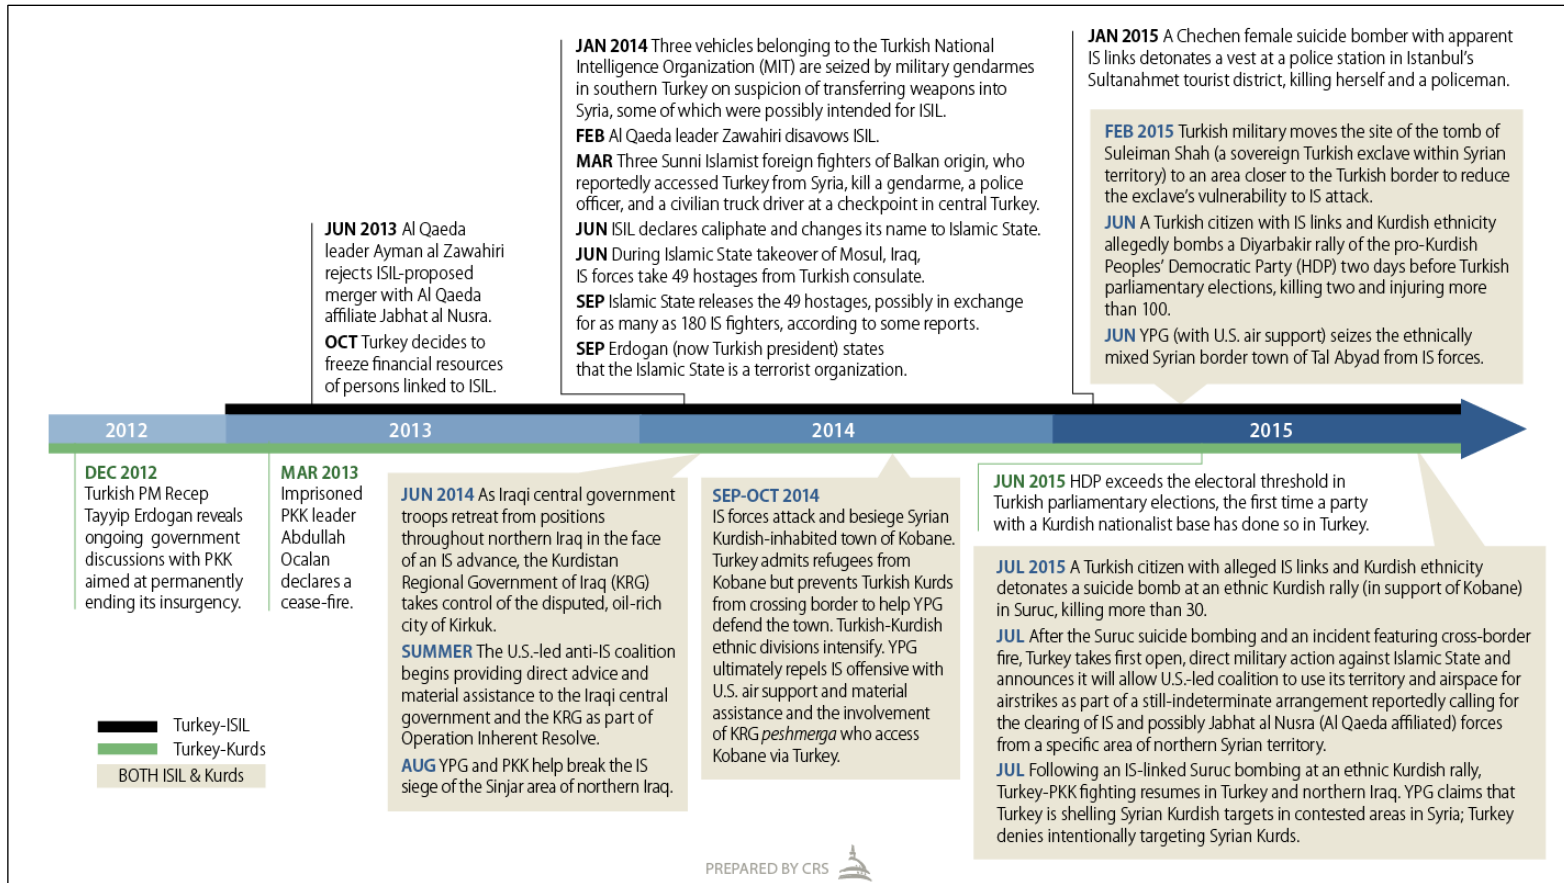 JAN 2014 Three vehicles belonging to the Turkish National
Intelligence Organization (MIT) are seized by military gendarmes
in southern Turkey on suspicion of transferring weapons into
Syria, some of which were possibly intended for ISIL.
FEB Al Qaeda leader Zawahiri disavows ISIL.
MAR Three Sunni Islamist foreign fighters of Balkan origin, who
reportedly accessed Turkey from Syria, kill a gendarme, a police
officer, and a civilian truck driver at a checkpoint in central Turkey.
JUN ISIL declares caliphate and changes its name to Islamic State.
JUN During Islamic State takeover of Mosul, Iraq,
IS forces take 49 hostages from Turkish consulate.
SEP Islamic State releases the 49 hostages, possibly in exchange
for as many as 180 IS fighters, according to some reports.
SEP Erdogan (now Turkish president) states
that the Islamic State is a terrorist organization.
JAN 2015 A Chechen female suicide bomber with apparent
IS links detonates a vest at a police station in Istanbul's
Sultanahmet tourist district, killing herself and a policeman.
FEB 2015 Turkish military moves the site of the tomb of
Suleiman Shah (a sovereign Turkish exclave within Syrian
territory) to an area closer to the Turkish border to reduce
the exclave's vulnerability to IS attack.
JUN A Turkish citizen with IS links and Kurdish ethnicity
allegedly bombs a Diyarbakir rally of the pro-Kurdish
Peoples' Democratic Party (HDP) two days before Turkish
parliamentary elections, killing two and injuring more
than 100.
JUN YPG (with U.S. air support) seizes the ethnically
mixed Syrian border town of Tal Abyad from IS forces.
JUN 2013 Al Qaeda
leader Ayman al Zawahiri
rejects ISIL-proposed
merger with Al Qaeda
affiliate Jabhat al Nusra.
OCT Turkey decides to
freeze financial resources
of persons linked to ISIL.
2012
2013
2014
2015
DEC 2012
Turkish PM Recep
Tayyip Erdogan reveals
ongoing government
discussions with PKK
aimed at permanently
ending its insurgency.
MAR 2013
Imprisoned
PKK leader
Abdullah
Ocalan
declares a
cease-fire.
JUN 2014 As Iraqi central government
troops retreat from positions
throughout northern Iraq in the face
of an IS advance, the Kurdistan
Regional Government of Iraq (KRG)
takes control of the disputed, oil-rich
city of Kirkuk.
SUMMER The U.S.-led anti-IS coalition
begins providing direct advice and
material assistance to the Iraqi central
government and the KRG as part of
Operation Inherent Resolve.
AUG YPG and PKK help break the IS
siege of the Sinjar area of northern Iraq.
SEP-OCT 2014
IS forces attack and besiege Syrian
Kurdish-inhabited town of Kobane.
Turkey admits refugees from
Kobane but prevents Turkish Kurds
from crossing border to help YPG
defend the town. Turkish-Kurdish
ethnic divisions intensify. YPG
ultimately repels IS offensive with
U.S. air support and material
assistance and the involvement
of KRG peshmerga who access
Kobane via Turkey.
JUN 2015 HDP exceeds the electoral threshold in
Turkish parliamentary elections, the first time a party
with a Kurdish nationalist base has done so in Turkey.
JUL 2015 A Turkish citizen with alleged IS links and Kurdish ethnicity
detonates a suicide bomb at an ethnic Kurdish rally (in support of Kobane)
in Suruc, killing more than 30.
JUL After the Suruc suicide bombing and an incident featuring cross-border
fire, Turkey takes first open, direct military action against Islamic State and
announces it will allow U.S.-led coalition to use its territory and airspace for
airstrikes as part of a still-indeterminate arrangement reportedly calling for
the clearing of IS and possibly Jabhat al Nusra (Al Qaeda affiliated) forces
from a specific area of northern Syrian territory.
JUL Following an IS-linked Suruc bombing at an ethnic Kurdish rally,
Turkey-PKK fighting resumes in Turkey and northern Iraq. YPG claims that
Turkey is shelling Syrian Kurdish targets in contested areas in Syria; Turkey
denies intentionally targeting Syrian Kurds.
Turkey-ISIL
Turkey-Kurds
BOTH ISIL & Kurds
PREPARED BY CRS